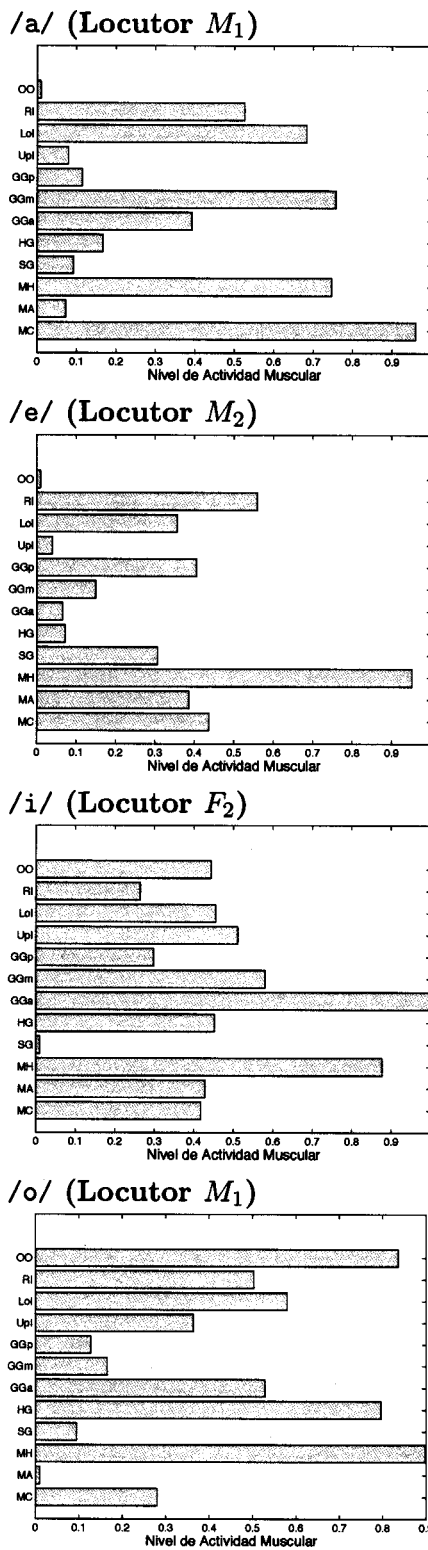 /a/ (Locutor M1)
OO
RI
LoI
UpI
GGp
GGm
GGa
HG
SG
MH
MA
MC
0 0.1 0.2 0.3 0.4 0.5 0.6 0.7 0.8 0.9
Nivel de Actividad Muscular
/e/ (Locutor M2)
OO
RI
LoI
UpI
GGp
GGm
GGa
HG
SG
MH
MA
MC
0 0.1 0.2 0.3 0.4 0.5 0.6 0.7 0.8 0.9
Nivel de Actividad Muscular
/i/ (Locutor F2)
OO
RI
LoI
UpI
GGp
GGm
GGa
HG
SG
MH
MA
MC
0 0.1 0.2 0.3 0.4 0.5 0.6 0.7 0.8 0.9
Nivel de Actividad Muscular
/o/ (Locutor M1)
OO
RI
LoI
UpI
GGp
GGm
GGa
HG
SG
MH
MA
MC
0 0.1 0.2 0.3 0.4 0.5 0.6 0.7 0.8 0.9
Nivel de Actividad Muscular